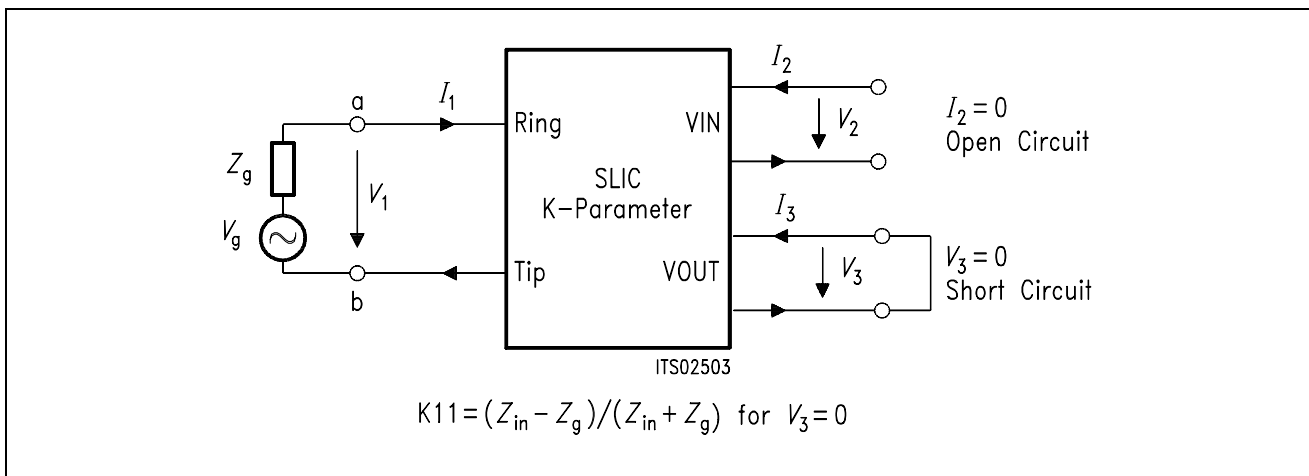 I2
a
I1
Ring
VIN
V2
I2 = 0
Open Circuit
Zg
SLIC
V1
K-Parameter
I3
Vg
V3 = 0
Tip
VOUT
V3
Short Circuit
b
ITS02503
K11 = (Zin − Zg)/(Zin + Zg) for V3 = 0